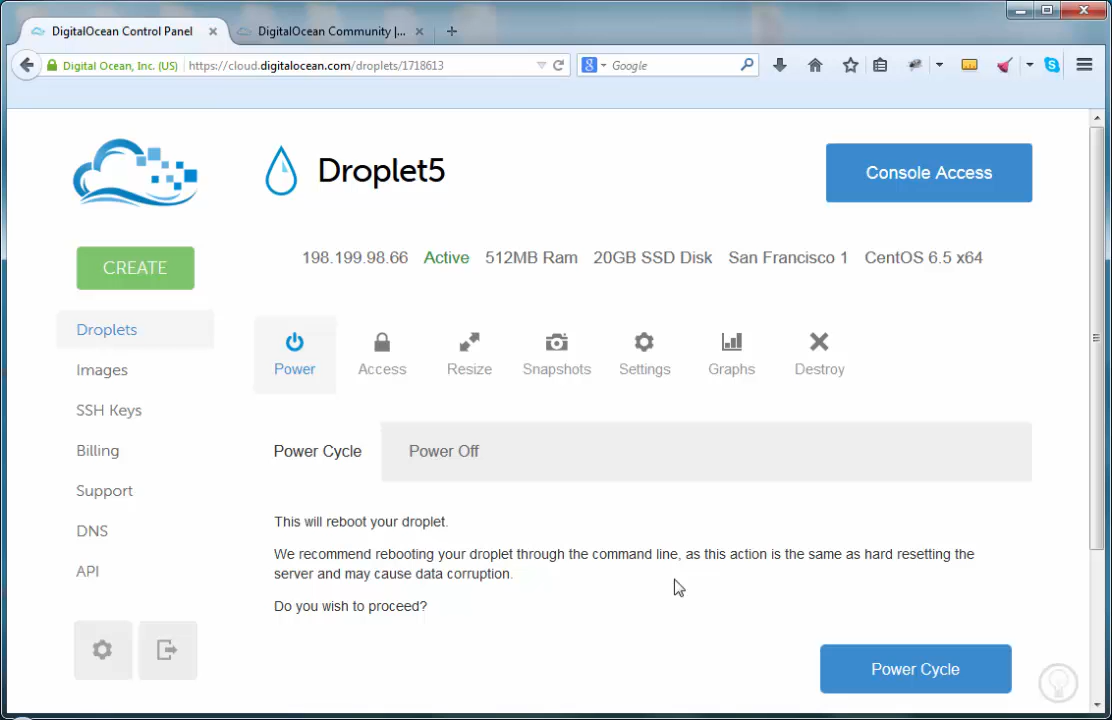 DigitalOcean Control Panel
DigitalOcean Community |...
Digital Ocean, Inc. (US)
https://cloud.digitalocean.com/droplets/1718613
Google
Droplet5
Console Access
CREATE
198.199.98.66 Active 512MB Ram 20GB SSD Disk San Francisco 1 CentOS 6.5 x64
Droplets
Images
SSH Keys
Billing
Support
DNS
API
Power
Access
Resize
Snapshots
Settings
Graphs
Destroy
Power Cycle
Power Off
This will reboot your droplet.
We recommend rebooting your droplet through the command line, as this action is the same as hard resetting the
server and may cause data corruption.
Do you wish to proceed?
Power Cycle